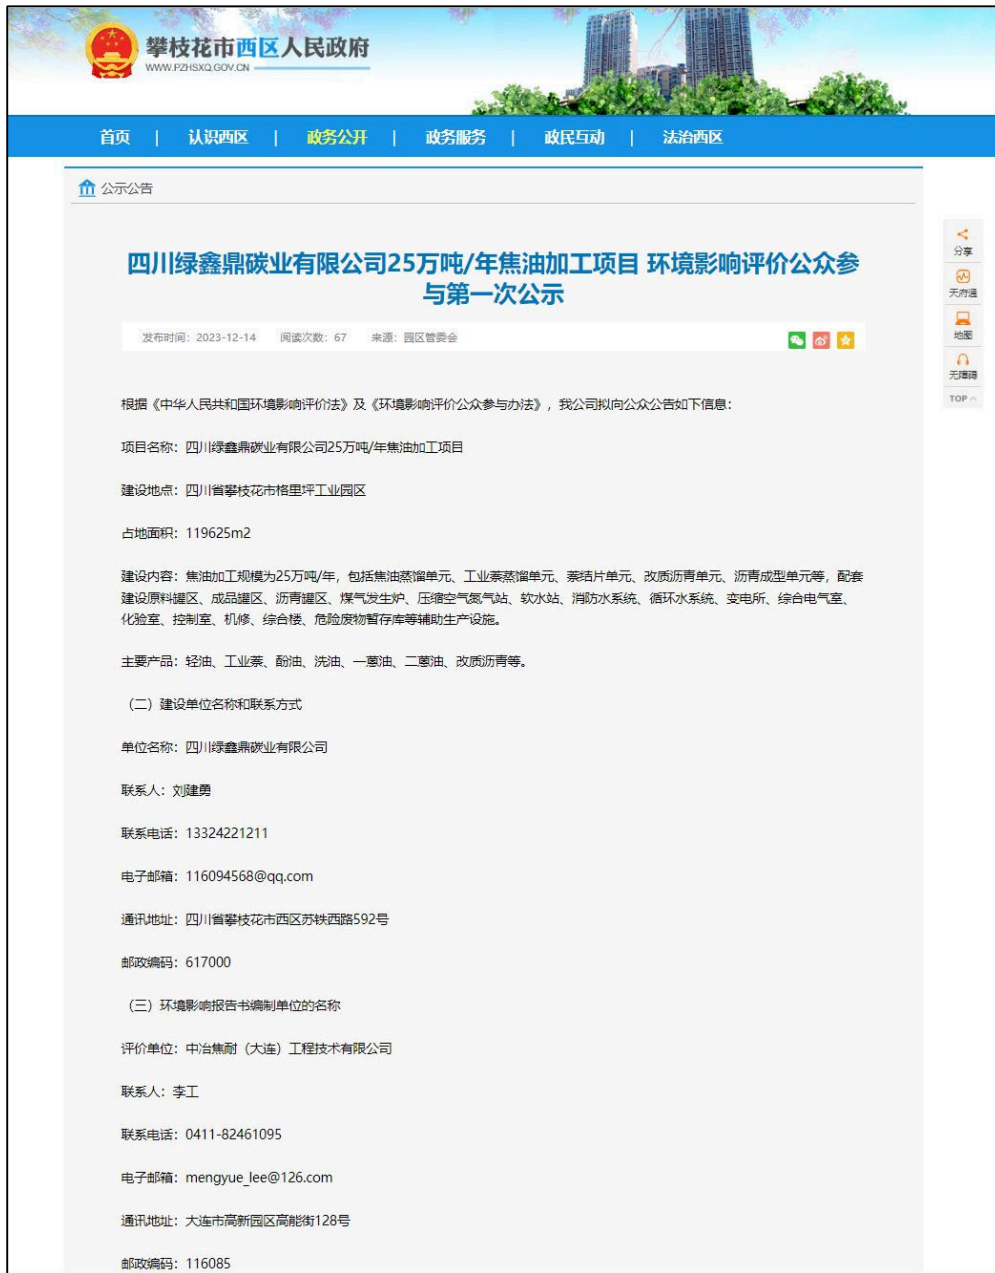 攀枝花市西区人民政府
WWW.PZHSXQ.GOV.CN
首页 | 认识西区 | 政务公开 | 政务服务 | 政民互动 | 法治西区
公示公告
四川绿鑫鼎碳业有限公司25万吨/年焦油加工项目 环境影响评价公众参
与第一次公示
发布时间：2023-12-14 阅读次数：67 来源：园区管委会
分享
天府通
地图
无障碍
TOP
根据《中华人民共和国环境影响评价法》及《环境影响评价公众参与办法》，我公司拟向公众公告如下信息：
项目名称：四川绿鑫鼎碳业有限公司25万吨/年焦油加工项目
建设地点：四川省攀枝花市格里坪工业园区
占地面积：119625m2
建设内容：焦油加工规模为25万吨/年，包括焦油蒸馏单元、工业萘蒸馏单元、萘结片单元、改质沥青单元、沥青成型单元等，配套
建设原料罐区、成品罐区、沥青罐区、煤气发生炉、压缩空气氮气站、软水站、消防水系统、循环水系统、变电所、综合电气室、
化验室、控制室、机修、综合楼、危险废物暂存库等辅助生产设施。
主要产品：轻油、工业萘、酚油、洗油、一蒽油、二蒽油、改质沥青等。
（二）建设单位名称和联系方式
单位名称：四川绿鑫鼎碳业有限公司
联系人：刘建勇
联系电话：13324221211
电子邮箱：116094568@qq.com
通讯地址：四川省攀枝花市西区苏铁西路592号
邮政编码：617000
（三）环境影响报告书编制单位的名称
评价单位：中冶焦耐（大连）工程技术有限公司
联系人：李工
联系电话：0411-82461095
电子邮箱：mengyue_lee@126.com
通讯地址：大连市高新园区高能街128号
邮政编码：116085